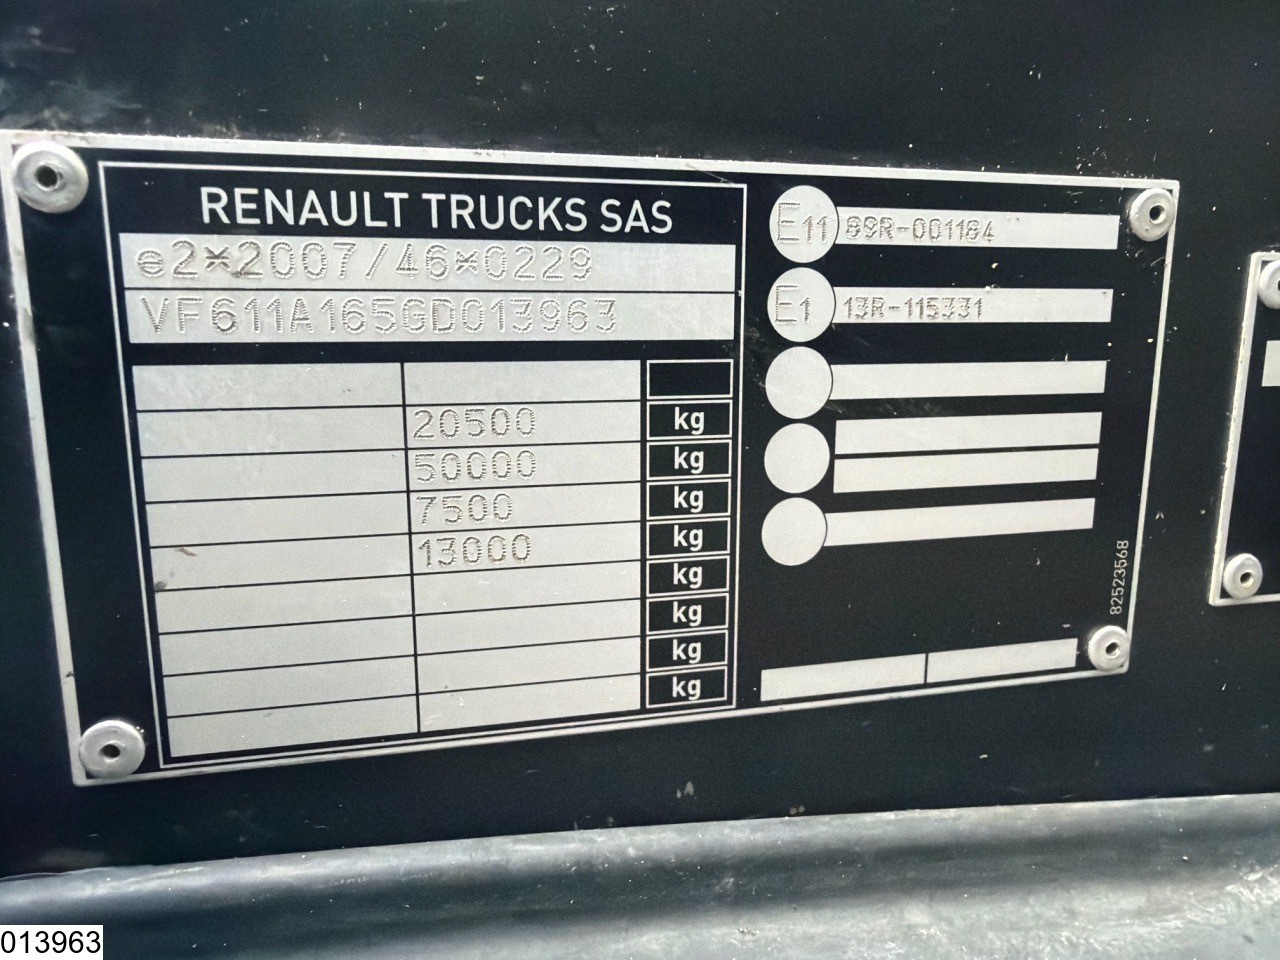 RENAULT TRUCKS SAS
e2*2007/46*0229
VF611A165GD013963
20500 kg
50000 kg
7500 kg
13000 kg
kg
kg
kg
kg
E11 89R-001184
E1 13R-115331
82523568
013963